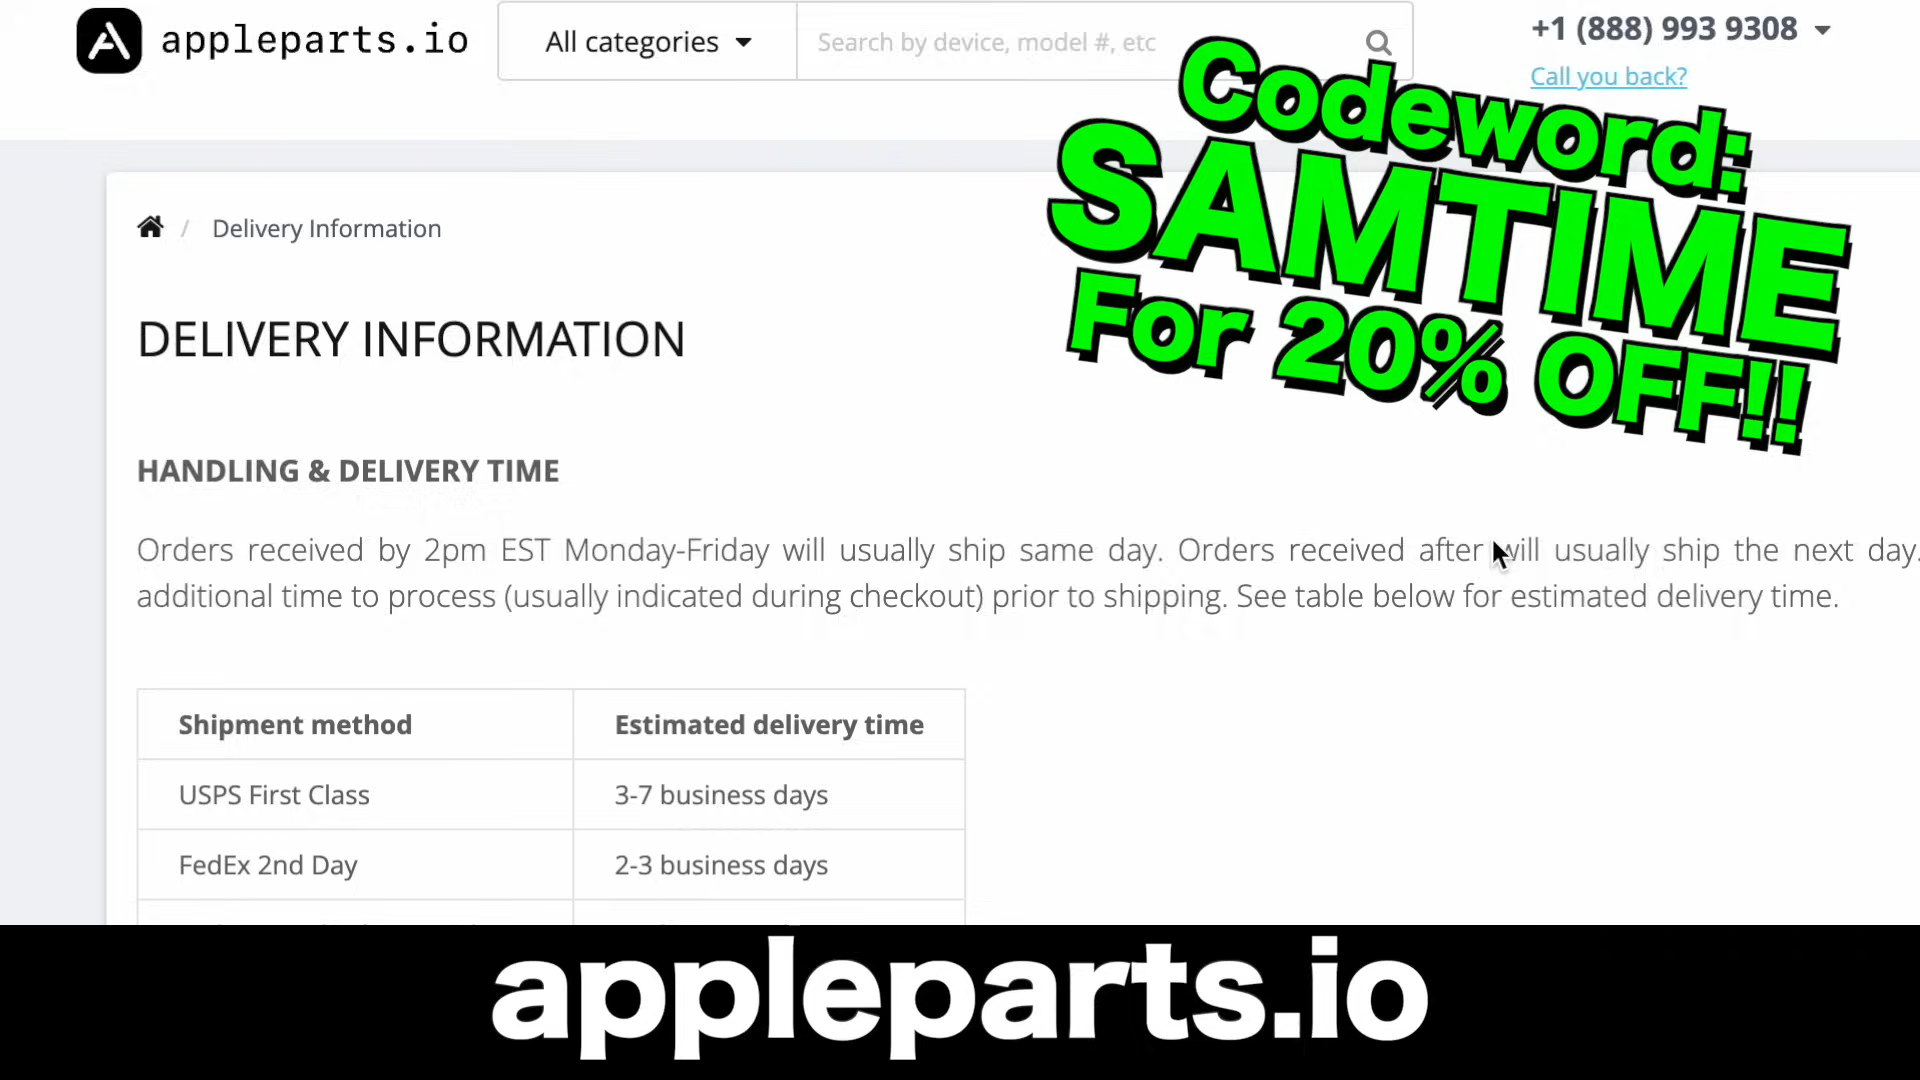 appleparts.io
All categories
Search by device, model #, etc
+1 (888) 993 9308
Call you back?
Codeword:
SAMTIME
For 20% OFF!!
/ Delivery Information
DELIVERY INFORMATION
HANDLING & DELIVERY TIME
Orders received by 2pm EST Monday-Friday will usually ship same day. Orders received after will usually ship the next day.
additional time to process (usually indicated during checkout) prior to shipping. See table below for estimated delivery time.
Shipment method Estimated delivery time
USPS First Class 3-7 business days
FedEx 2nd Day 2-3 business days
appleparts.io